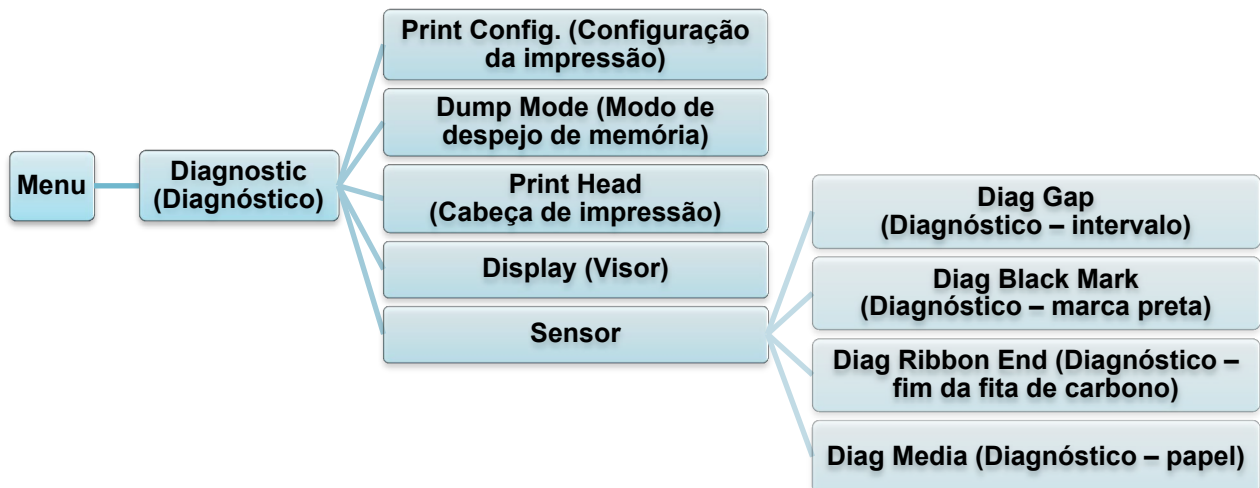 Menu
Diagnostic
(Diagnóstico)
Print Config. (Configuração
da impressão)
Dump Mode (Modo de
despejo de memória)
Print Head
(Cabeça de impressão)
Display (Visor)
Sensor
Diag Gap
(Diagnóstico – intervalo)
Diag Black Mark
(Diagnóstico – marca preta)
Diag Ribbon End (Diagnóstico –
fim da fita de carbono)
Diag Media (Diagnóstico – papel)